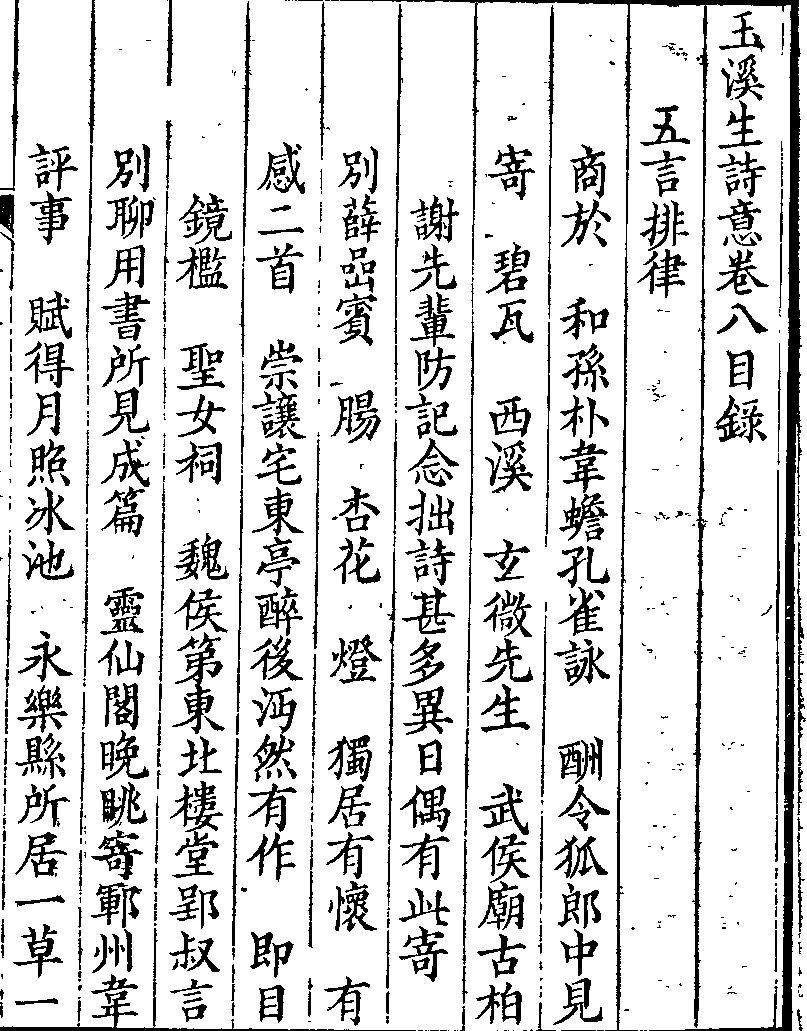 玉溪生詩意卷八目錄
五言排律
商於 和孫朴韋蟾孔雀詠 酬令狐郎中見
寄 碧瓦 西溪 玄微先生 武侯廟古柏
謝先輩防記念拙詩甚多異日偶有此寄
別薛嵒賓 腸 杏花 燈 獨居有懷 有
感二首 崇讓宅東亭醉後沔然有作 即目
鏡檻 聖女祠 魏侯第東北樓堂郢叔言
別聊用書所見成篇 靈仙閣晚眺寄鄆州韋
評事 賦得月照冰池 永樂縣所居一草一